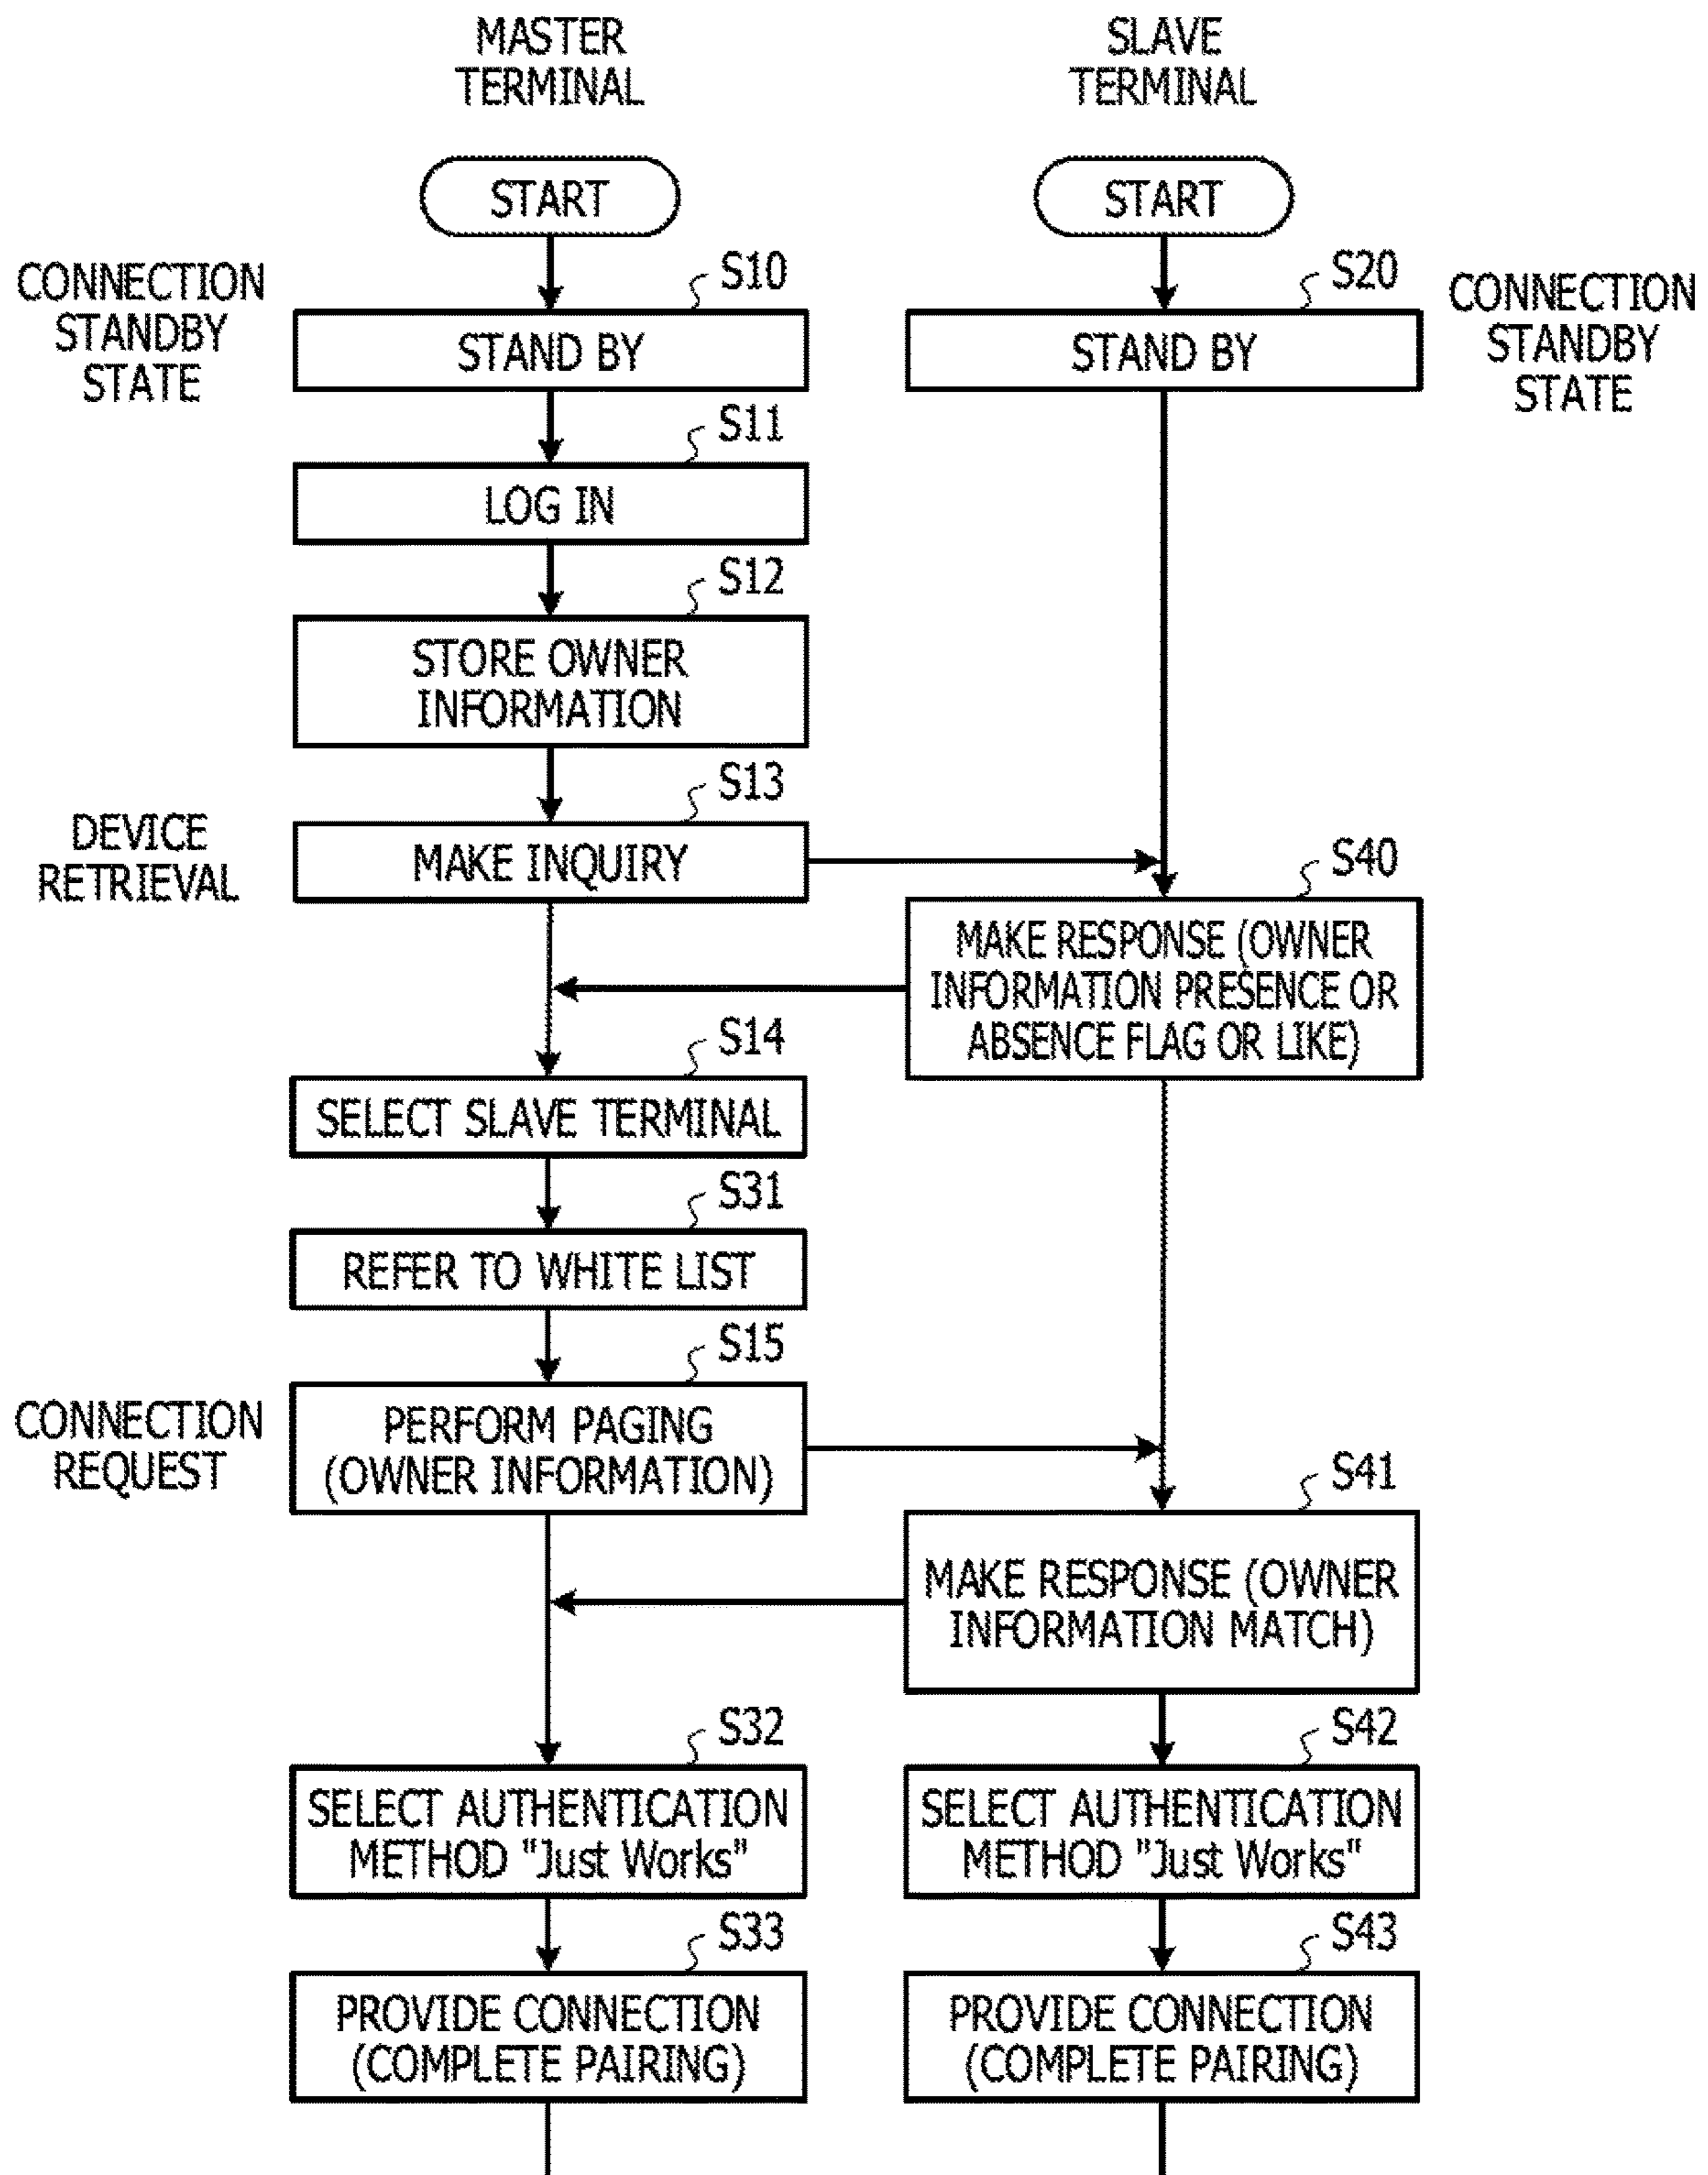 MASTER
TERMINAL
SLAVE
TERMINAL
START
START
CONNECTION
STANDBY
STATE
S10
STAND BY
S20
STAND BY
CONNECTION
STANDBY
STATE
S11
LOG IN
S12
STORE OWNER
INFORMATION
DEVICE
RETRIEVAL
S13
MAKE INQUIRY
S40
MAKE RESPONSE (OWNER
INFORMATION PRESENCE OR
ABSENCE FLAG OR LIKE)
S14
SELECT SLAVE TERMINAL
S31
REFER TO WHITE LIST
CONNECTION
REQUEST
S15
PERFORM PAGING
(OWNER INFORMATION)
S41
MAKE RESPONSE (OWNER
INFORMATION MATCH)
S32
SELECT AUTHENTICATION
METHOD "Just Works"
S42
SELECT AUTHENTICATION
METHOD "Just Works"
S33
PROVIDE CONNECTION
(COMPLETE PAIRING)
S43
PROVIDE CONNECTION
(COMPLETE PAIRING)